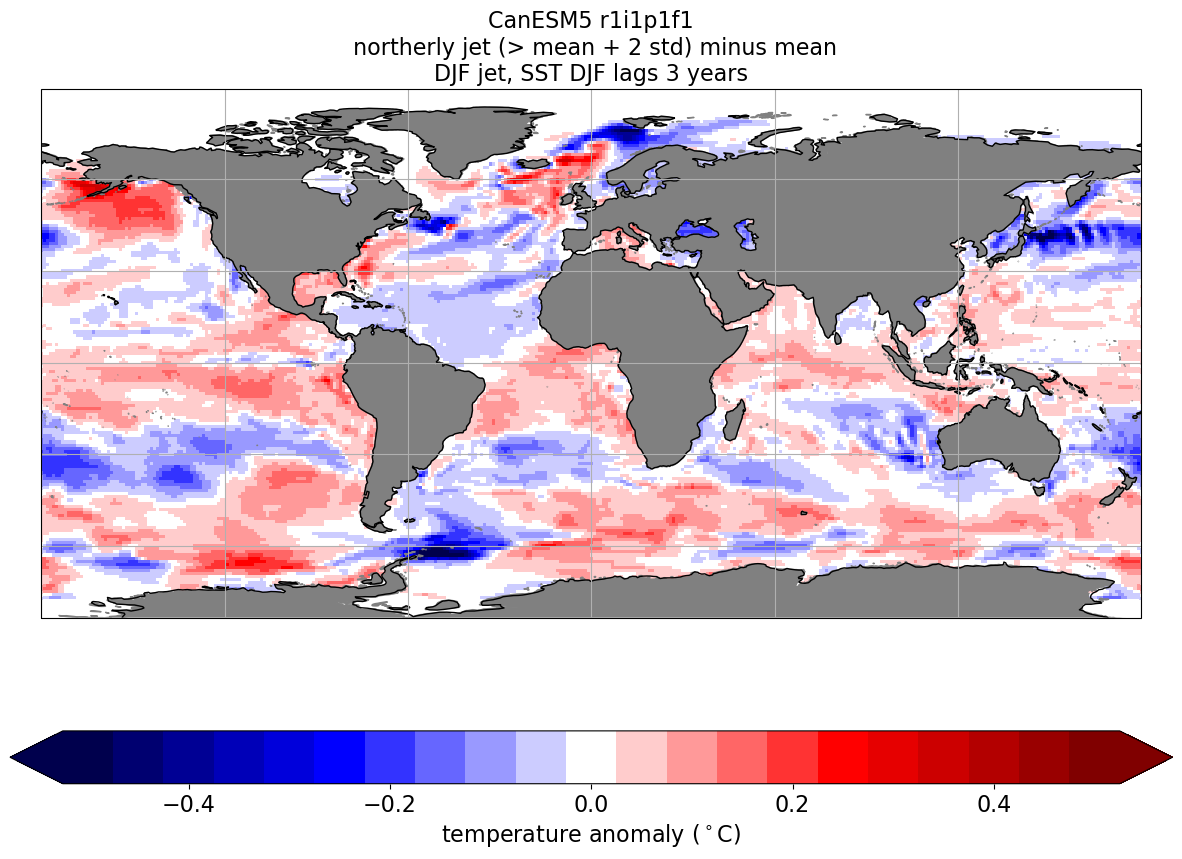 CanESM5 r1i1p1f1
northerly jet (> mean + 2 std) minus mean
DJF jet, SST DJF lags 3 years
−0.4 −0.2 0.0 0.2 0.4
temperature anomaly (°C)